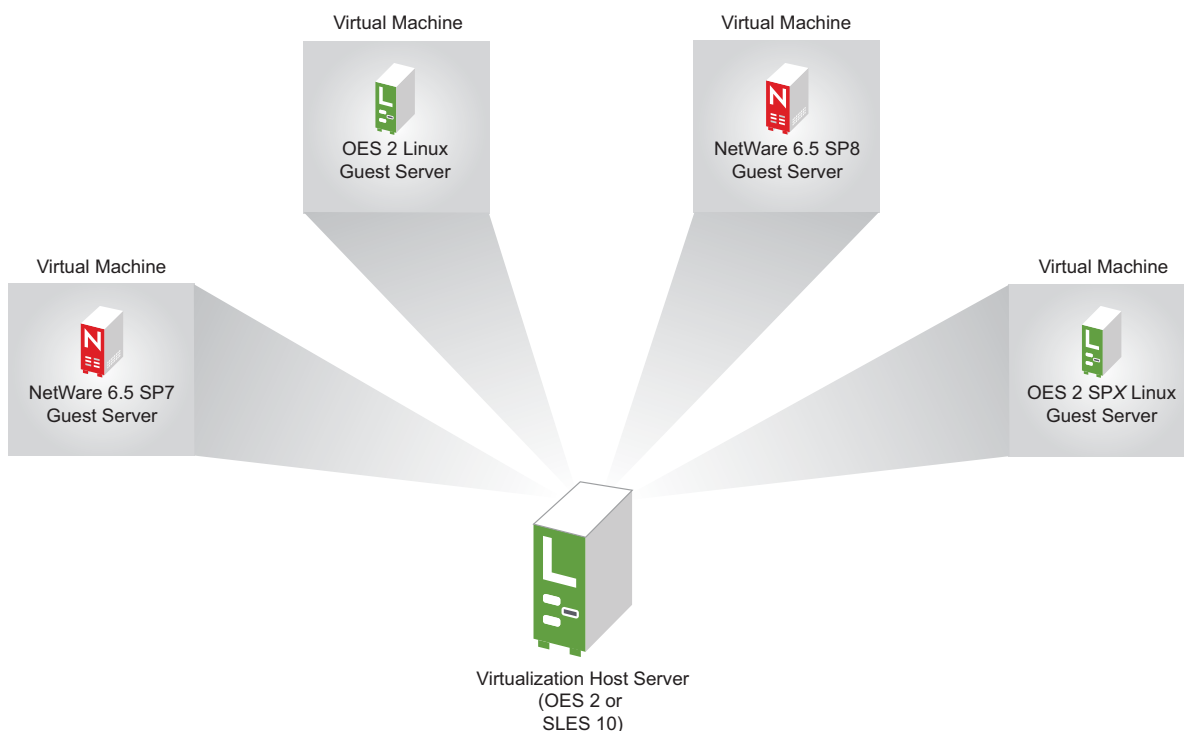 Virtual Machine
L
OES 2 Linux
Guest Server
Virtual Machine
N
NetWare 6.5 SP8
Guest Server
Virtual Machine
N
NetWare 6.5 SP7
Guest Server
Virtual Machine
L
OES 2 SPX Linux
Guest Server
L
Virtualization Host Server
(OES 2 or
SLES 10)